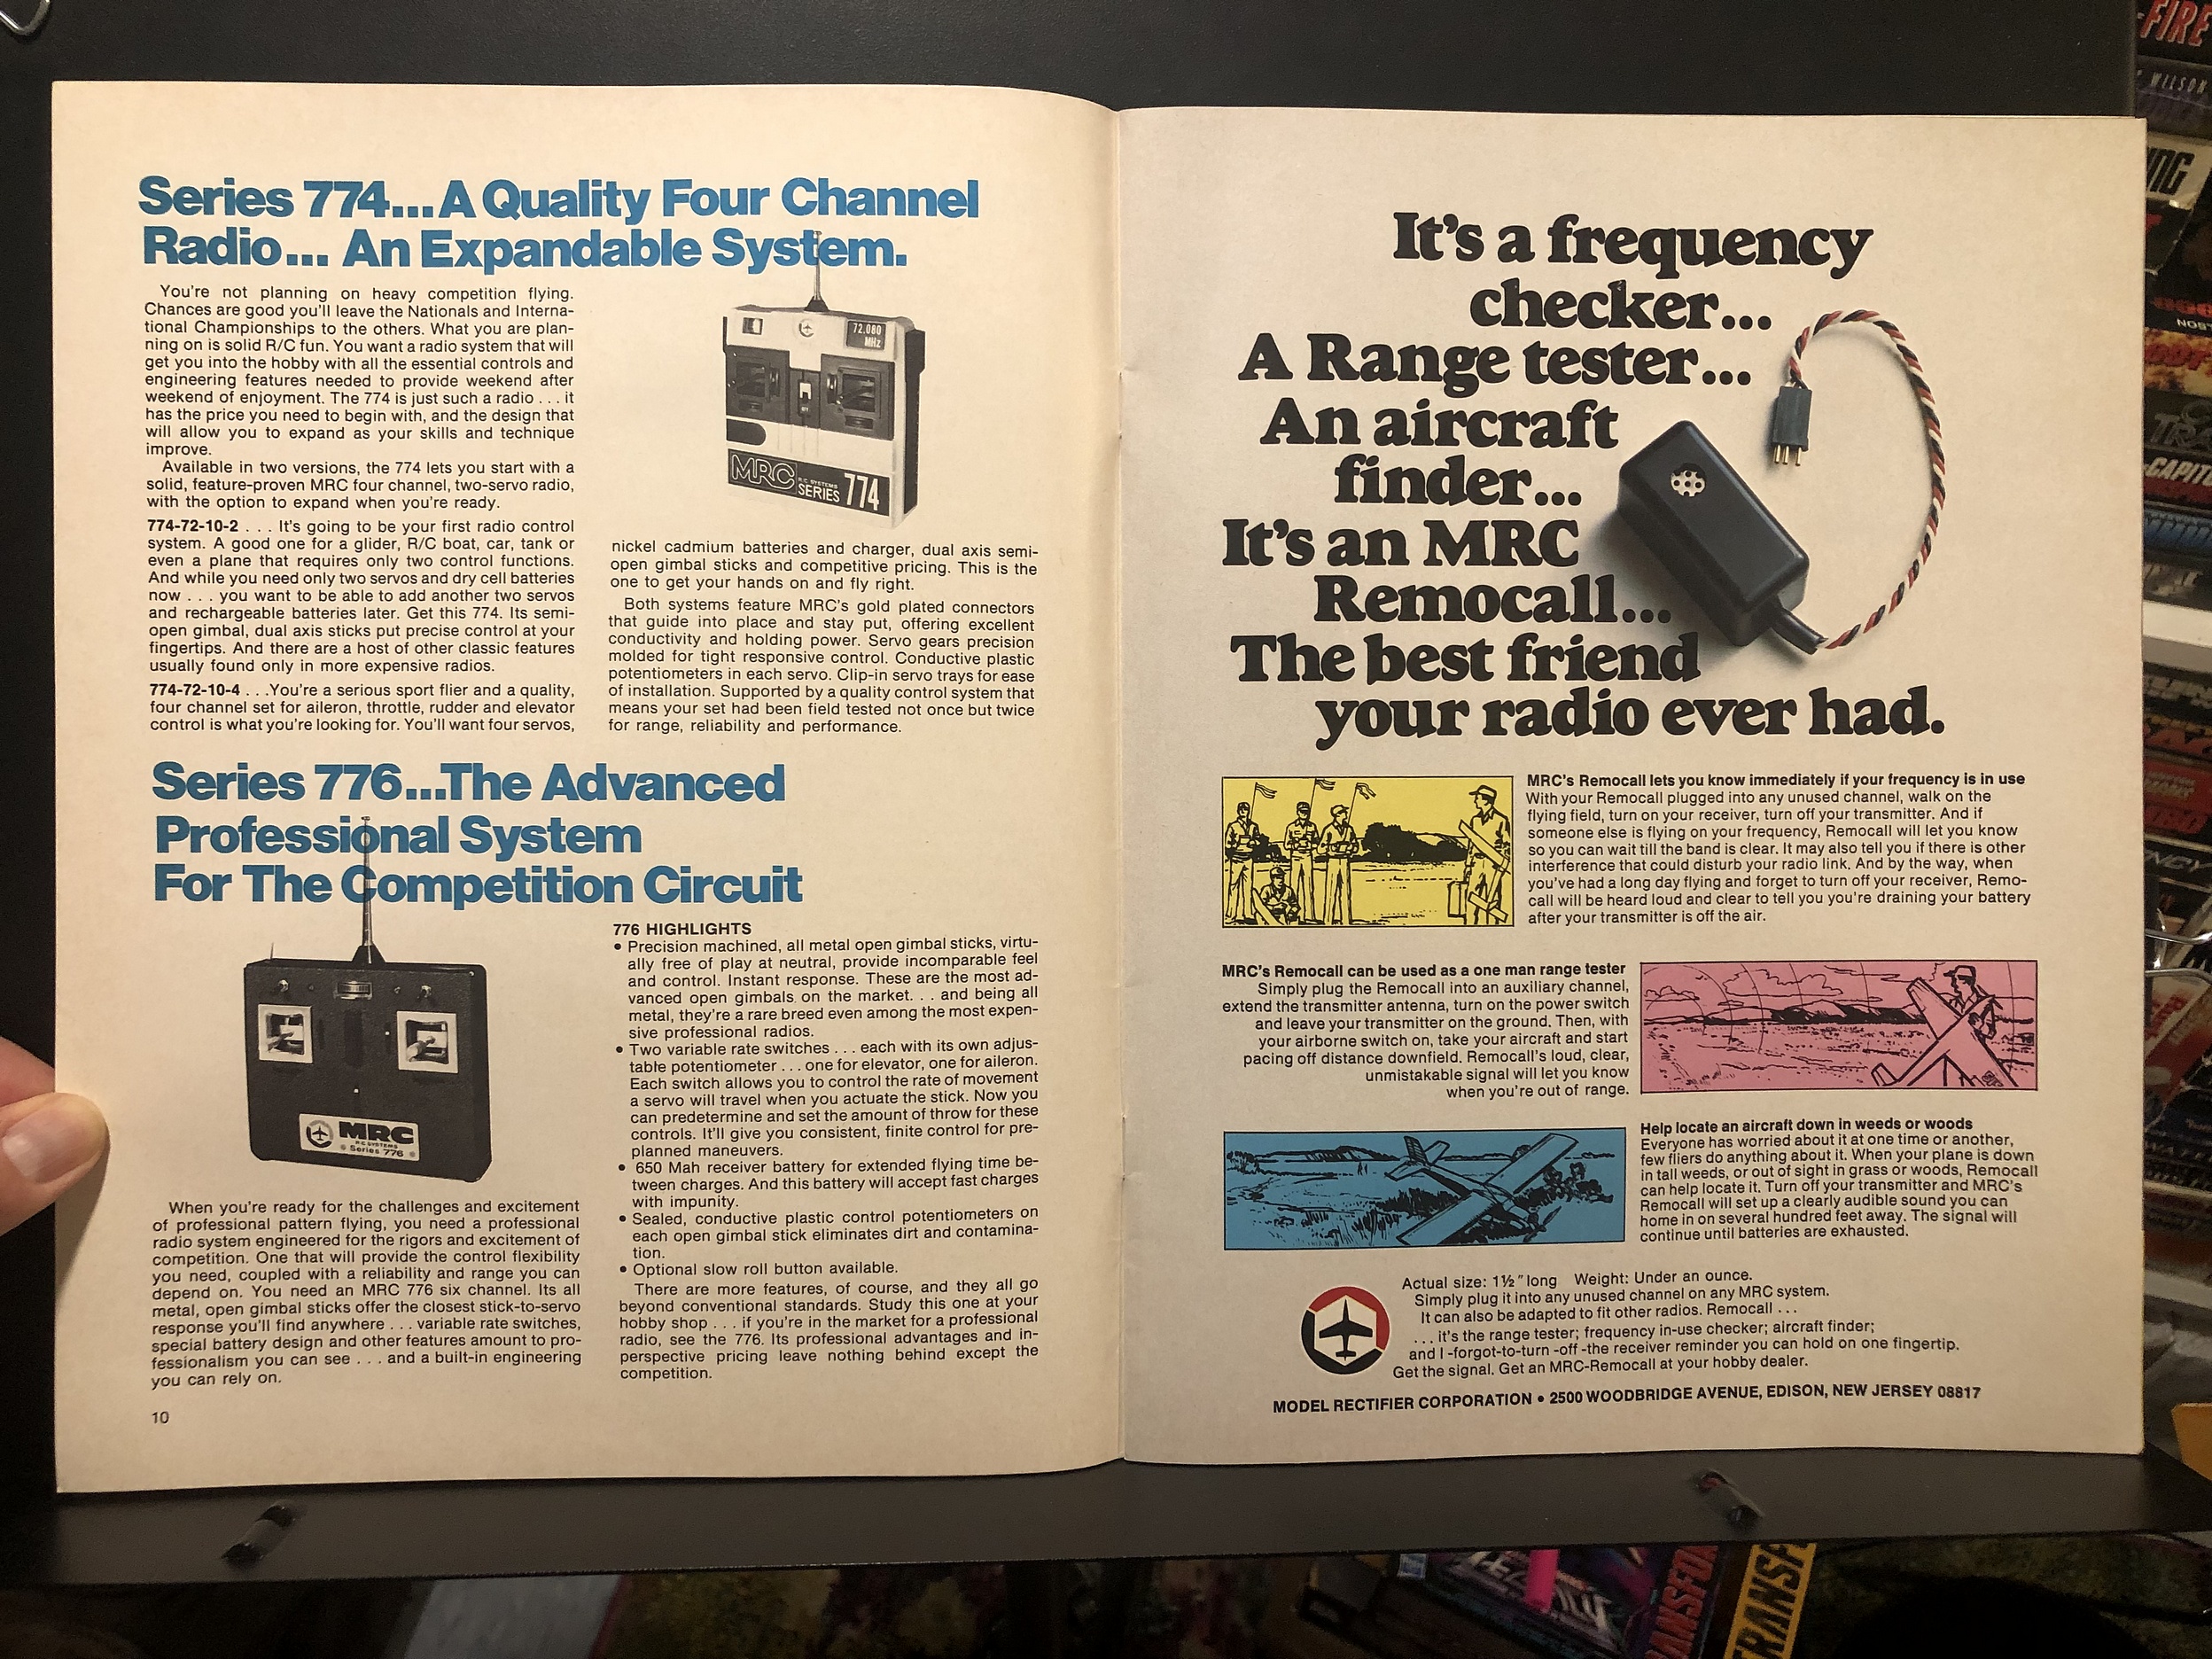 Series 774...A Quality Four Channel
Radio... An Expandable System.
You're not planning on heavy competition flying.
Chances are good you'll leave the Nationals and Interna-
tional Championships to the others. What you are plan-
ning on is solid R/C fun. You want a radio system that will
get you into the hobby with all the essential controls and
engineering features needed to provide weekend after
weekend of enjoyment. The 774 is just such a radio . . . it
has the price you need to begin with, and the design that
will allow you to expand as your skills and technique
improve.
Available in two versions, the 774 lets you start with a
solid, feature-proven MRC four channel, two-servo radio,
with the option to expand when you're ready.
774-72-10-2 . . . It's going to be your first radio control
system. A good one for a glider, R/C boat, car, tank or
even a plane that requires only two control functions.
And while you need only two servos and dry cell batteries
now . . . you want to be able to add another two servos
and rechargeable batteries later. Get this 774. Its semi-
open gimbal, dual axis sticks put precise control at your
fingertips. And there are a host of other classic features
usually found only in more expensive radios.
774-72-10-4 . . .You're a serious sport flier and a quality,
four channel set for aileron, throttle, rudder and elevator
control is what you're looking for. You'll want four servos,
72.080
MHz
MRC
R.C SYSTEMS
SERIES 774
nickel cadmium batteries and charger, dual axis semi-
open gimbal sticks and competitive pricing. This is the
one to get your hands on and fly right.
Both systems feature MRC's gold plated connectors
that guide into place and stay put, offering excellent
conductivity and holding power. Servo gears precision
molded for tight responsive control. Conductive plastic
potentiometers in each servo. Clip-in servo trays for ease
of installation. Supported by a quality control system that
means your set had been field tested not once but twice
for range, reliability and performance.
Series 776...The Advanced
Professional System
For The Competition Circuit
MRC
R.C SYSTEMS
Series 776
When you're ready for the challenges and excitement
of professional pattern flying, you need a professional
radio system engineered for the rigors and excitement of
competition. One that will provide the control flexibility
you need, coupled with a reliability and range you can
depend on. You need an MRC 776 six channel. Its all
metal, open gimbal sticks offer the closest stick-to-servo
response you'll find anywhere . . . variable rate switches,
special battery design and other features amount to pro-
fessionalism you can see . . . and a built-in engineering
you can rely on.
10
776 HIGHLIGHTS
• Precision machined, all metal open gimbal sticks, virtu-
ally free of play at neutral, provide incomparable feel
and control. Instant response. These are the most ad-
vanced open gimbals on the market. . . and being all
metal, they're a rare breed even among the most expen-
sive professional radios.
• Two variable rate switches . . . each with its own adjus-
table potentiometer . . . one for elevator, one for aileron.
Each switch allows you to control the rate of movement
a servo will travel when you actuate the stick. Now you
can predetermine and set the amount of throw for these
controls. It'll give you consistent, finite control for pre-
planned maneuvers.
• 650 Mah receiver battery for extended flying time be-
tween charges. And this battery will accept fast charges
with impunity.
• Sealed, conductive plastic control potentiometers on
each open gimbal stick eliminates dirt and contamina-
tion.
• Optional slow roll button available.
There are more features, of course, and they all go
beyond conventional standards. Study this one at your
hobby shop . . . if you're in the market for a professional
radio, see the 776. Its professional advantages and in-
perspective pricing leave nothing behind except the
competition.
It's a frequency
checker...
A Range tester...
An aircraft
finder...
It's an MRC
Remocall...
The best friend
your radio ever had.
MRC's Remocall lets you know immediately if your frequency is in use
With your Remocall plugged into any unused channel, walk on the
flying field, turn on your receiver, turn off your transmitter. And if
someone else is flying on your frequency, Remocall will let you know
so you can wait till the band is clear. It may also tell you if there is other
interference that could disturb your radio link. And by the way, when
you've had a long day flying and forget to turn off your receiver, Remo-
call will be heard loud and clear to tell you you're draining your battery
after your transmitter is off the air.
MRC's Remocall can be used as a one man range tester
Simply plug the Remocall into an auxiliary channel,
extend the transmitter antenna, turn on the power switch
and leave your transmitter on the ground. Then, with
your airborne switch on, take your aircraft and start
pacing off distance downfield. Remocall's loud, clear,
unmistakable signal will let you know
when you're out of range.
Help locate an aircraft down in weeds or woods
Everyone has worried about it at one time or another,
few fliers do anything about it. When your plane is down
in tall weeds, or out of sight in grass or woods, Remocall
can help locate it. Turn off your transmitter and MRC's
Remocall will set up a clearly audible sound you can
home in on several hundred feet away. The signal will
continue until batteries are exhausted.
Actual size: 1½" long Weight: Under an ounce.
Simply plug it into any unused channel on any MRC system.
It can also be adapted to fit other radios. Remocall . . .
. . . it's the range tester; frequency in-use checker; aircraft finder;
and I -forgot-to-turn -off -the receiver reminder you can hold on one fingertip.
Get the signal. Get an MRC-Remocall at your hobby dealer.
MODEL RECTIFIER CORPORATION • 2500 WOODBRIDGE AVENUE, EDISON, NEW JERSEY 08817
FIRE
WILSON